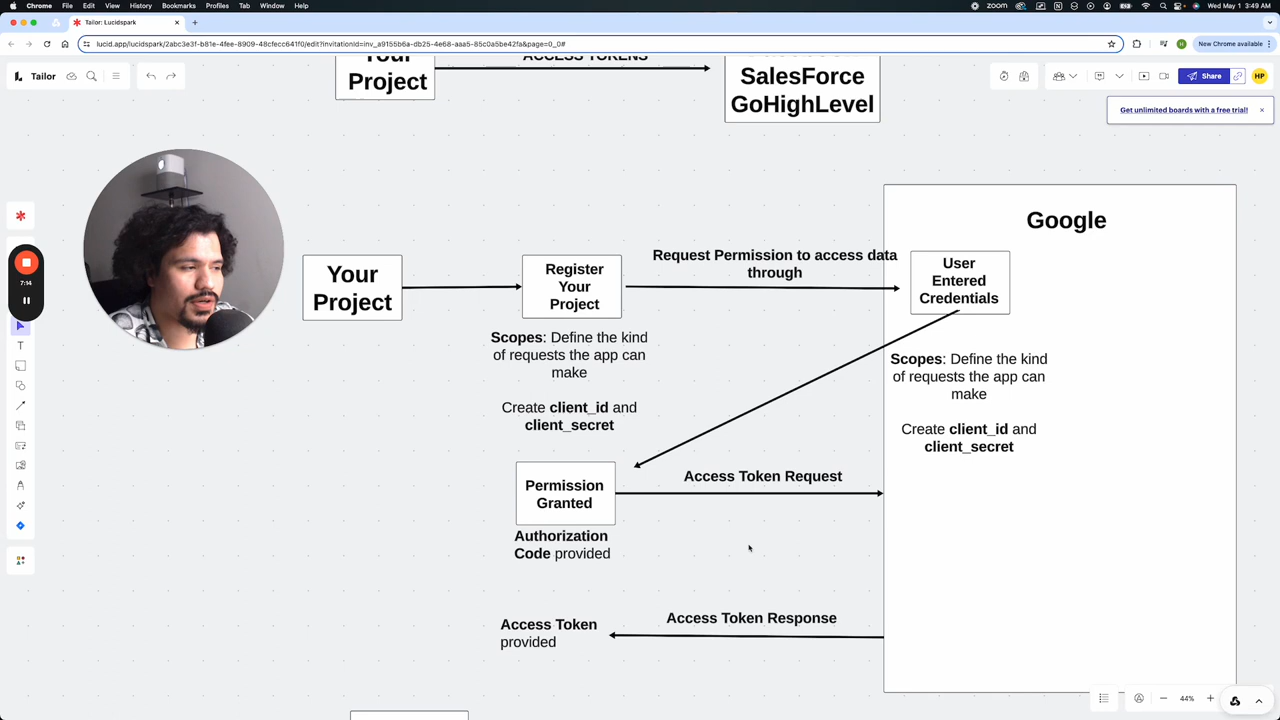 Chrome File Edit View History Bookmarks Profiles Tab Window Help
zoom
Wed May 1 3:49 AM
Tailor: Lucidspark
lucid.app/lucidspark/2abc3e3f-b81e-4fee-8909-48cfecc641f0/edit?invitationId=inv_a9155b6a-db25-4e68-aaa5-85c0a5be42fa&page=0_0#
New Chrome available
Tailor
Share
HP
Get unlimited boards with a free trial!
Your
Project
ACCESS TOKENS
SalesForce
GoHighLevel
7:14
Your
Project
Register
Your
Project
Scopes: Define the kind
of requests the app can
make
Create client_id and
client_secret
Request Permission to access data
through
Google
User
Entered
Credentials
Scopes: Define the kind
of requests the app can
make
Create client_id and
client_secret
Permission
Granted
Authorization
Code provided
Access Token Request
Access Token Response
Access Token
provided
44%